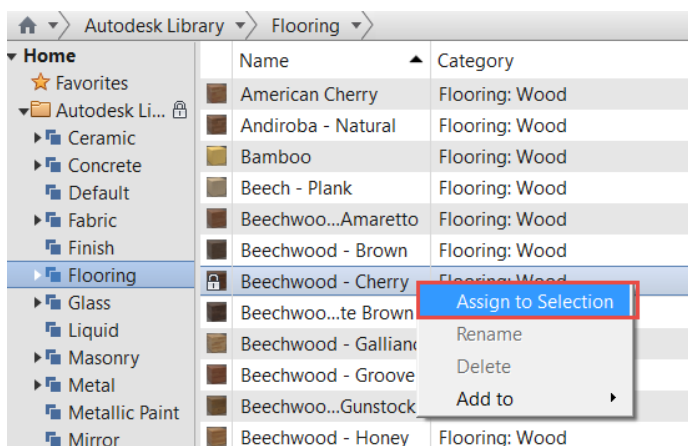 Autodesk Library Flooring
Home
Favorites
Autodesk Li...
Ceramic
Concrete
Default
Fabric
Finish
Flooring
Glass
Liquid
Masonry
Metal
Metallic Paint
Mirror
Name Category
American Cherry Flooring: Wood
Andiroba - Natural Flooring: Wood
Bamboo Flooring: Wood
Beech - Plank Flooring: Wood
Beechwoo...Amaretto Flooring: Wood
Beechwood - Brown Flooring: Wood
Beechwood - Cherry Flooring: Wood
Beechwoo...te Brown
Beechwood - Gallian
Beechwood - Groove
Beechwoo...Gunstock
Beechwood - Honey Flooring: Wood
Assign to Selection
Rename
Delete
Add to